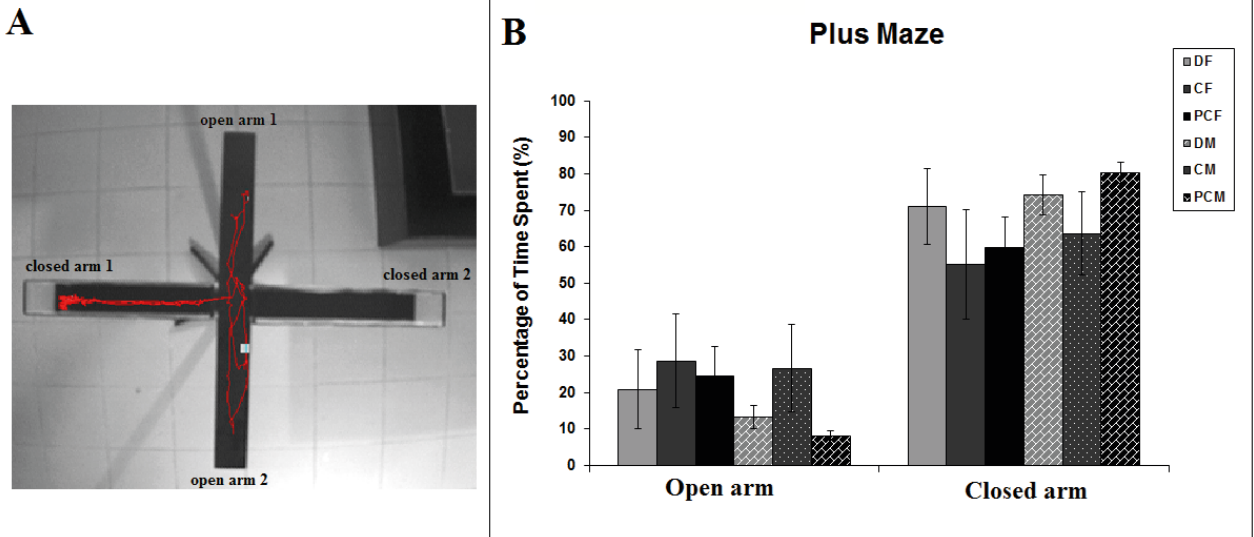 A
open arm 1
closed arm 1
closed arm 2
open arm 2
B
Plus Maze
DF
CF
PCF
DM
CM
PCM
Percentage of Time Spent (%)
100
90
80
70
60
50
40
30
20
10
0
Open arm
Closed arm